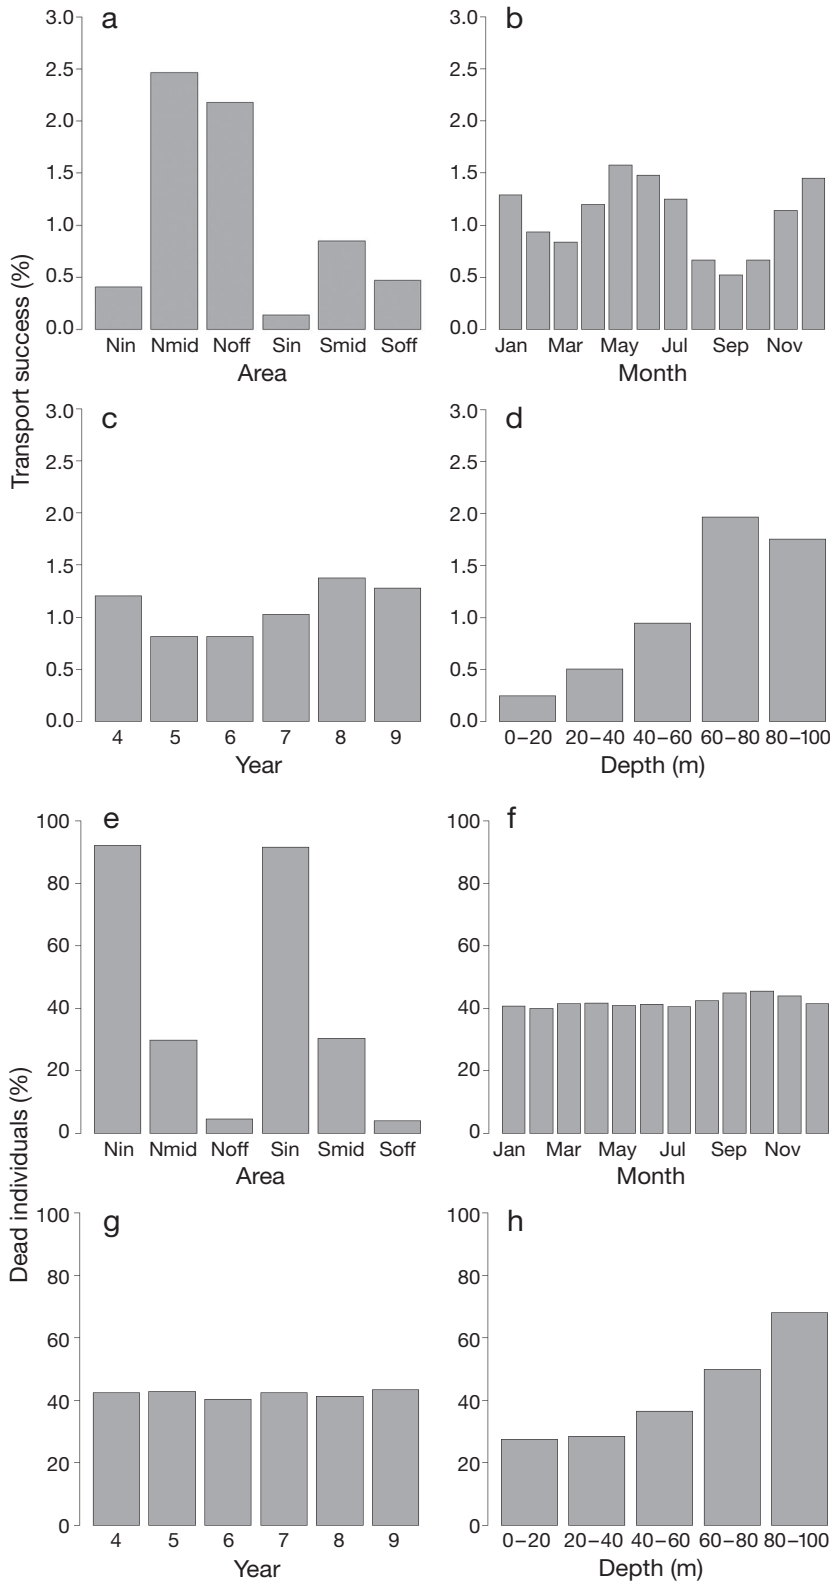 Transport success (%)
a
3.0
2.5
2.0
1.5
1.0
0.5
0.0
Nin Nmid Noff Sin Smid Soff
Area
b
3.0
2.5
2.0
1.5
1.0
0.5
0.0
Jan Mar May Jul Sep Nov
Month
c
3.0
2.5
2.0
1.5
1.0
0.5
0.0
4 5 6 7 8 9
Year
d
3.0
2.5
2.0
1.5
1.0
0.5
0.0
0–20 20–40 40–60 60–80 80–100
Depth (m)
Dead individuals (%)
e
100
80
60
40
20
0
Nin Nmid Noff Sin Smid Soff
Area
f
100
80
60
40
20
0
Jan Mar May Jul Sep Nov
Month
g
100
80
60
40
20
0
4 5 6 7 8 9
Year
h
100
80
60
40
20
0
0–20 20–40 40–60 60–80 80–100
Depth (m)